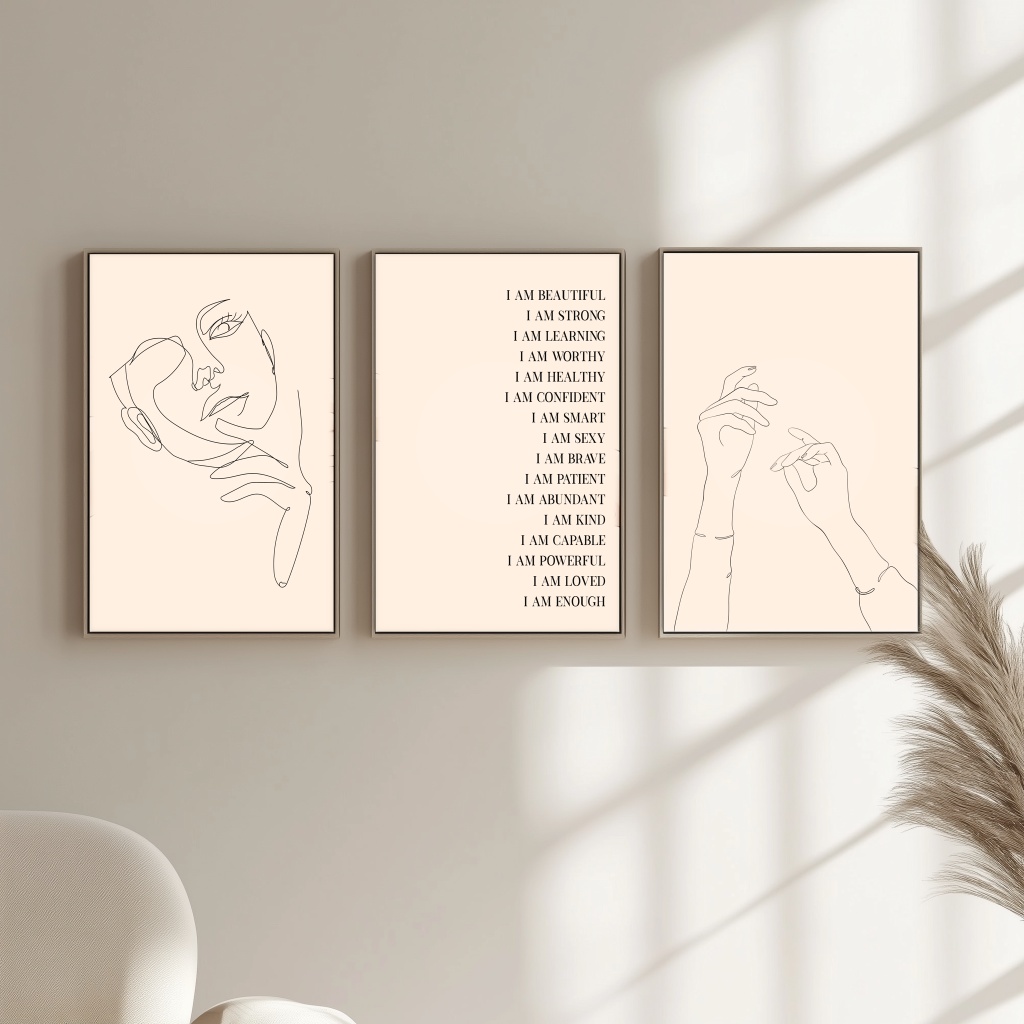 I AM BEAUTIFUL
I AM STRONG
I AM LEARNING
I AM WORTHY
I AM HEALTHY
I AM CONFIDENT
I AM SMART
I AM SEXY
I AM BRAVE
I AM PATIENT
I AM ABUNDANT
I AM KIND
I AM CAPABLE
I AM POWERFUL
I AM LOVED
I AM ENOUGH